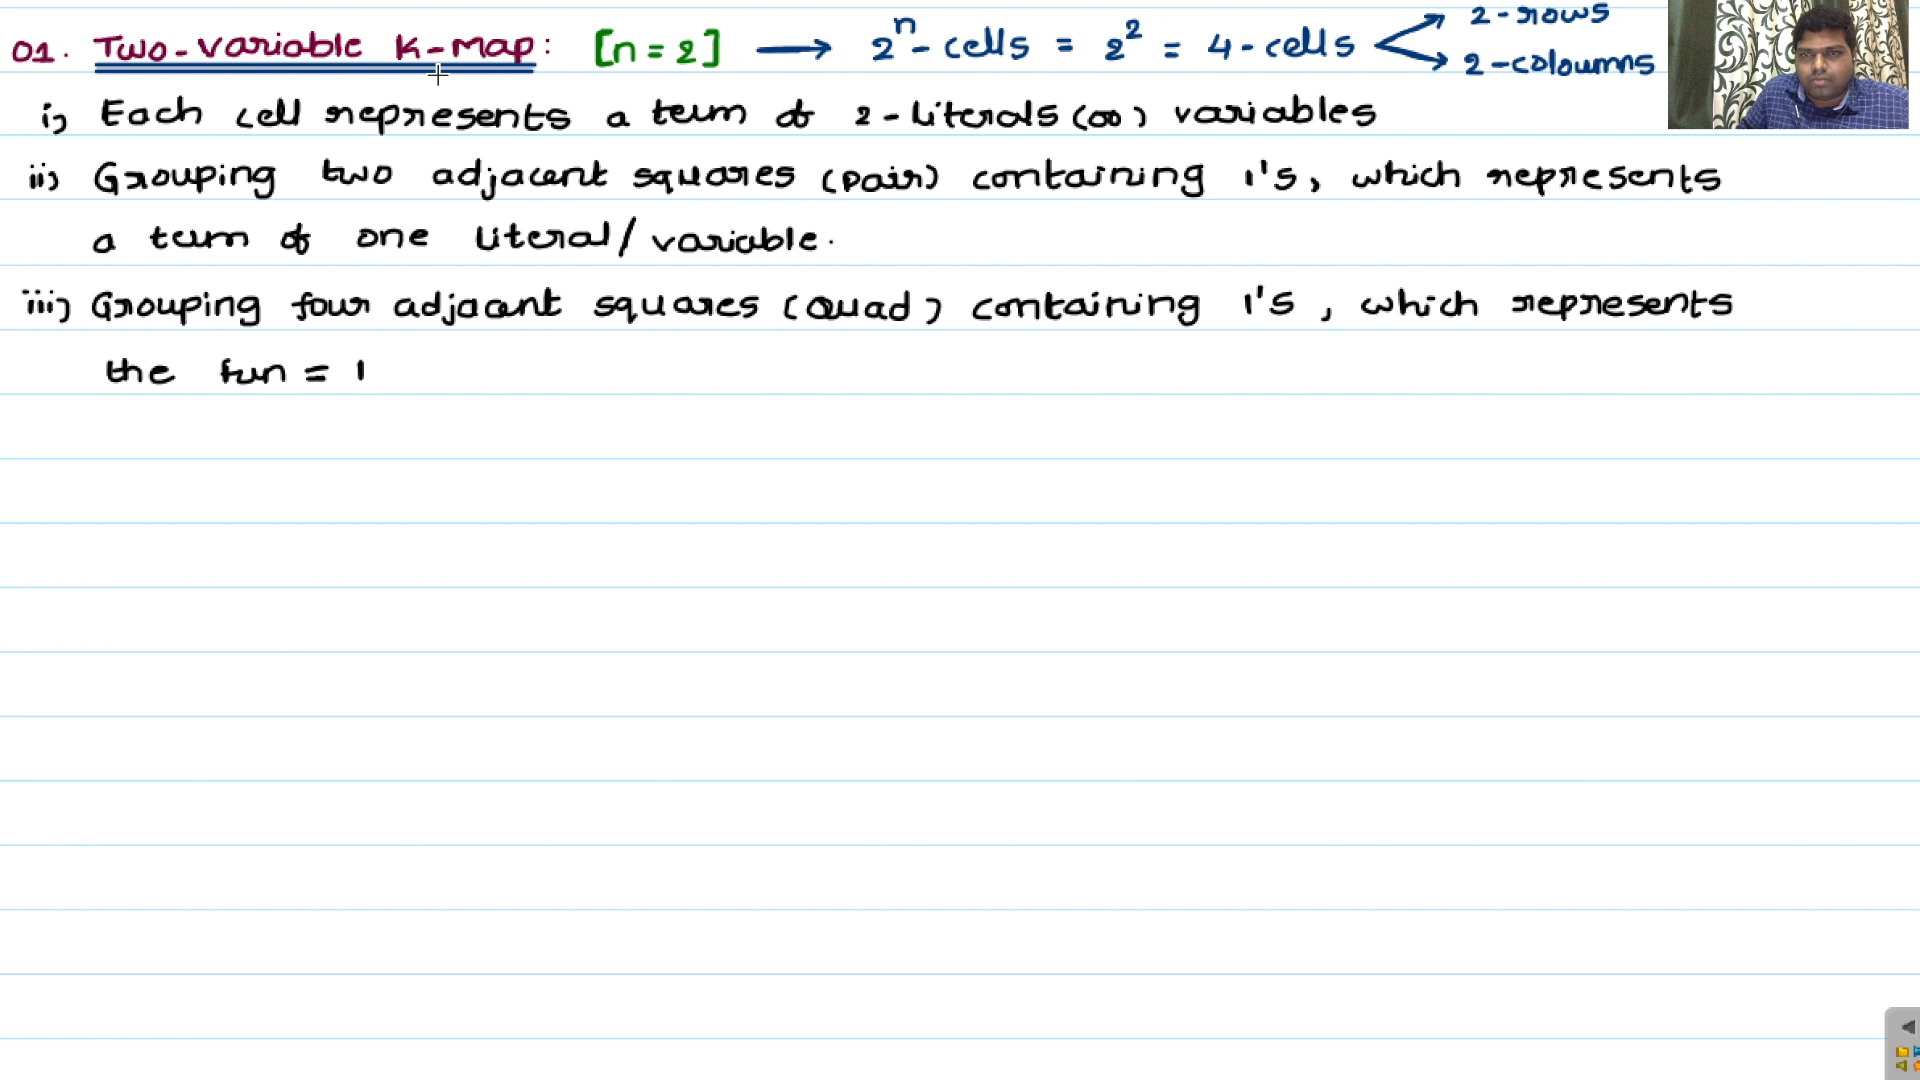 01. Two-variable K-Map: [n = 2] ⟶ 2ⁿ- cells = 2² = 4-cells
2-rows
2-coloumns
i) Each cell represents a term of 2-Literals (or) variables
ii) Grouping two adjacent squares (pair) containing 1's, which represents
a term of one literal/variable.
iii) Grouping four adjacent squares (Quad) containing 1's, which represents
the fun = 1